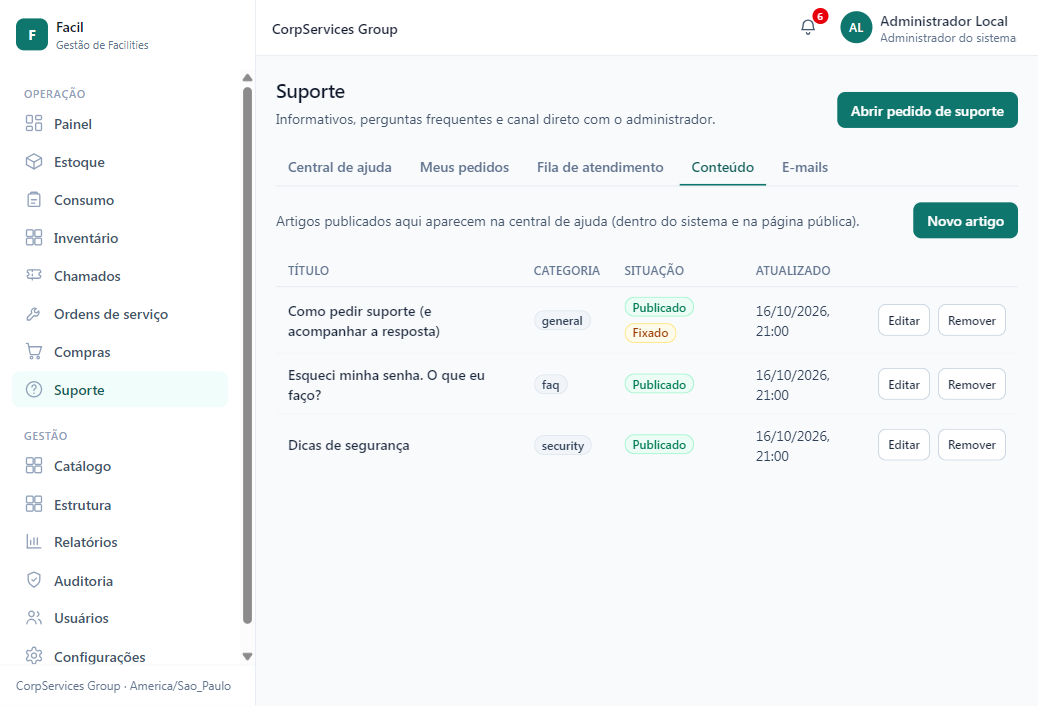 F
Facil
Gestão de Facilities
OPERAÇÃO
Painel
Estoque
Consumo
Inventário
Chamados
Ordens de serviço
Compras
Suporte
GESTÃO
Catálogo
Estrutura
Relatórios
Auditoria
Usuários
Configurações
CorpServices Group · America/Sao_Paulo
CorpServices Group
6
AL
Administrador Local
Administrador do sistema
Suporte
Informativos, perguntas frequentes e canal direto com o administrador.
Abrir pedido de suporte
Central de ajuda Meus pedidos Fila de atendimento Conteúdo E-mails
Artigos publicados aqui aparecem na central de ajuda (dentro do sistema e na página pública).
Novo artigo
TÍTULO CATEGORIA SITUAÇÃO ATUALIZADO
Como pedir suporte (e
acompanhar a resposta)
general
Publicado
Fixado
16/10/2026,
21:00
Editar Remover
Esqueci minha senha. O que eu
faço?
faq
Publicado
16/10/2026,
21:00
Editar Remover
Dicas de segurança
security
Publicado
16/10/2026,
21:00
Editar Remover